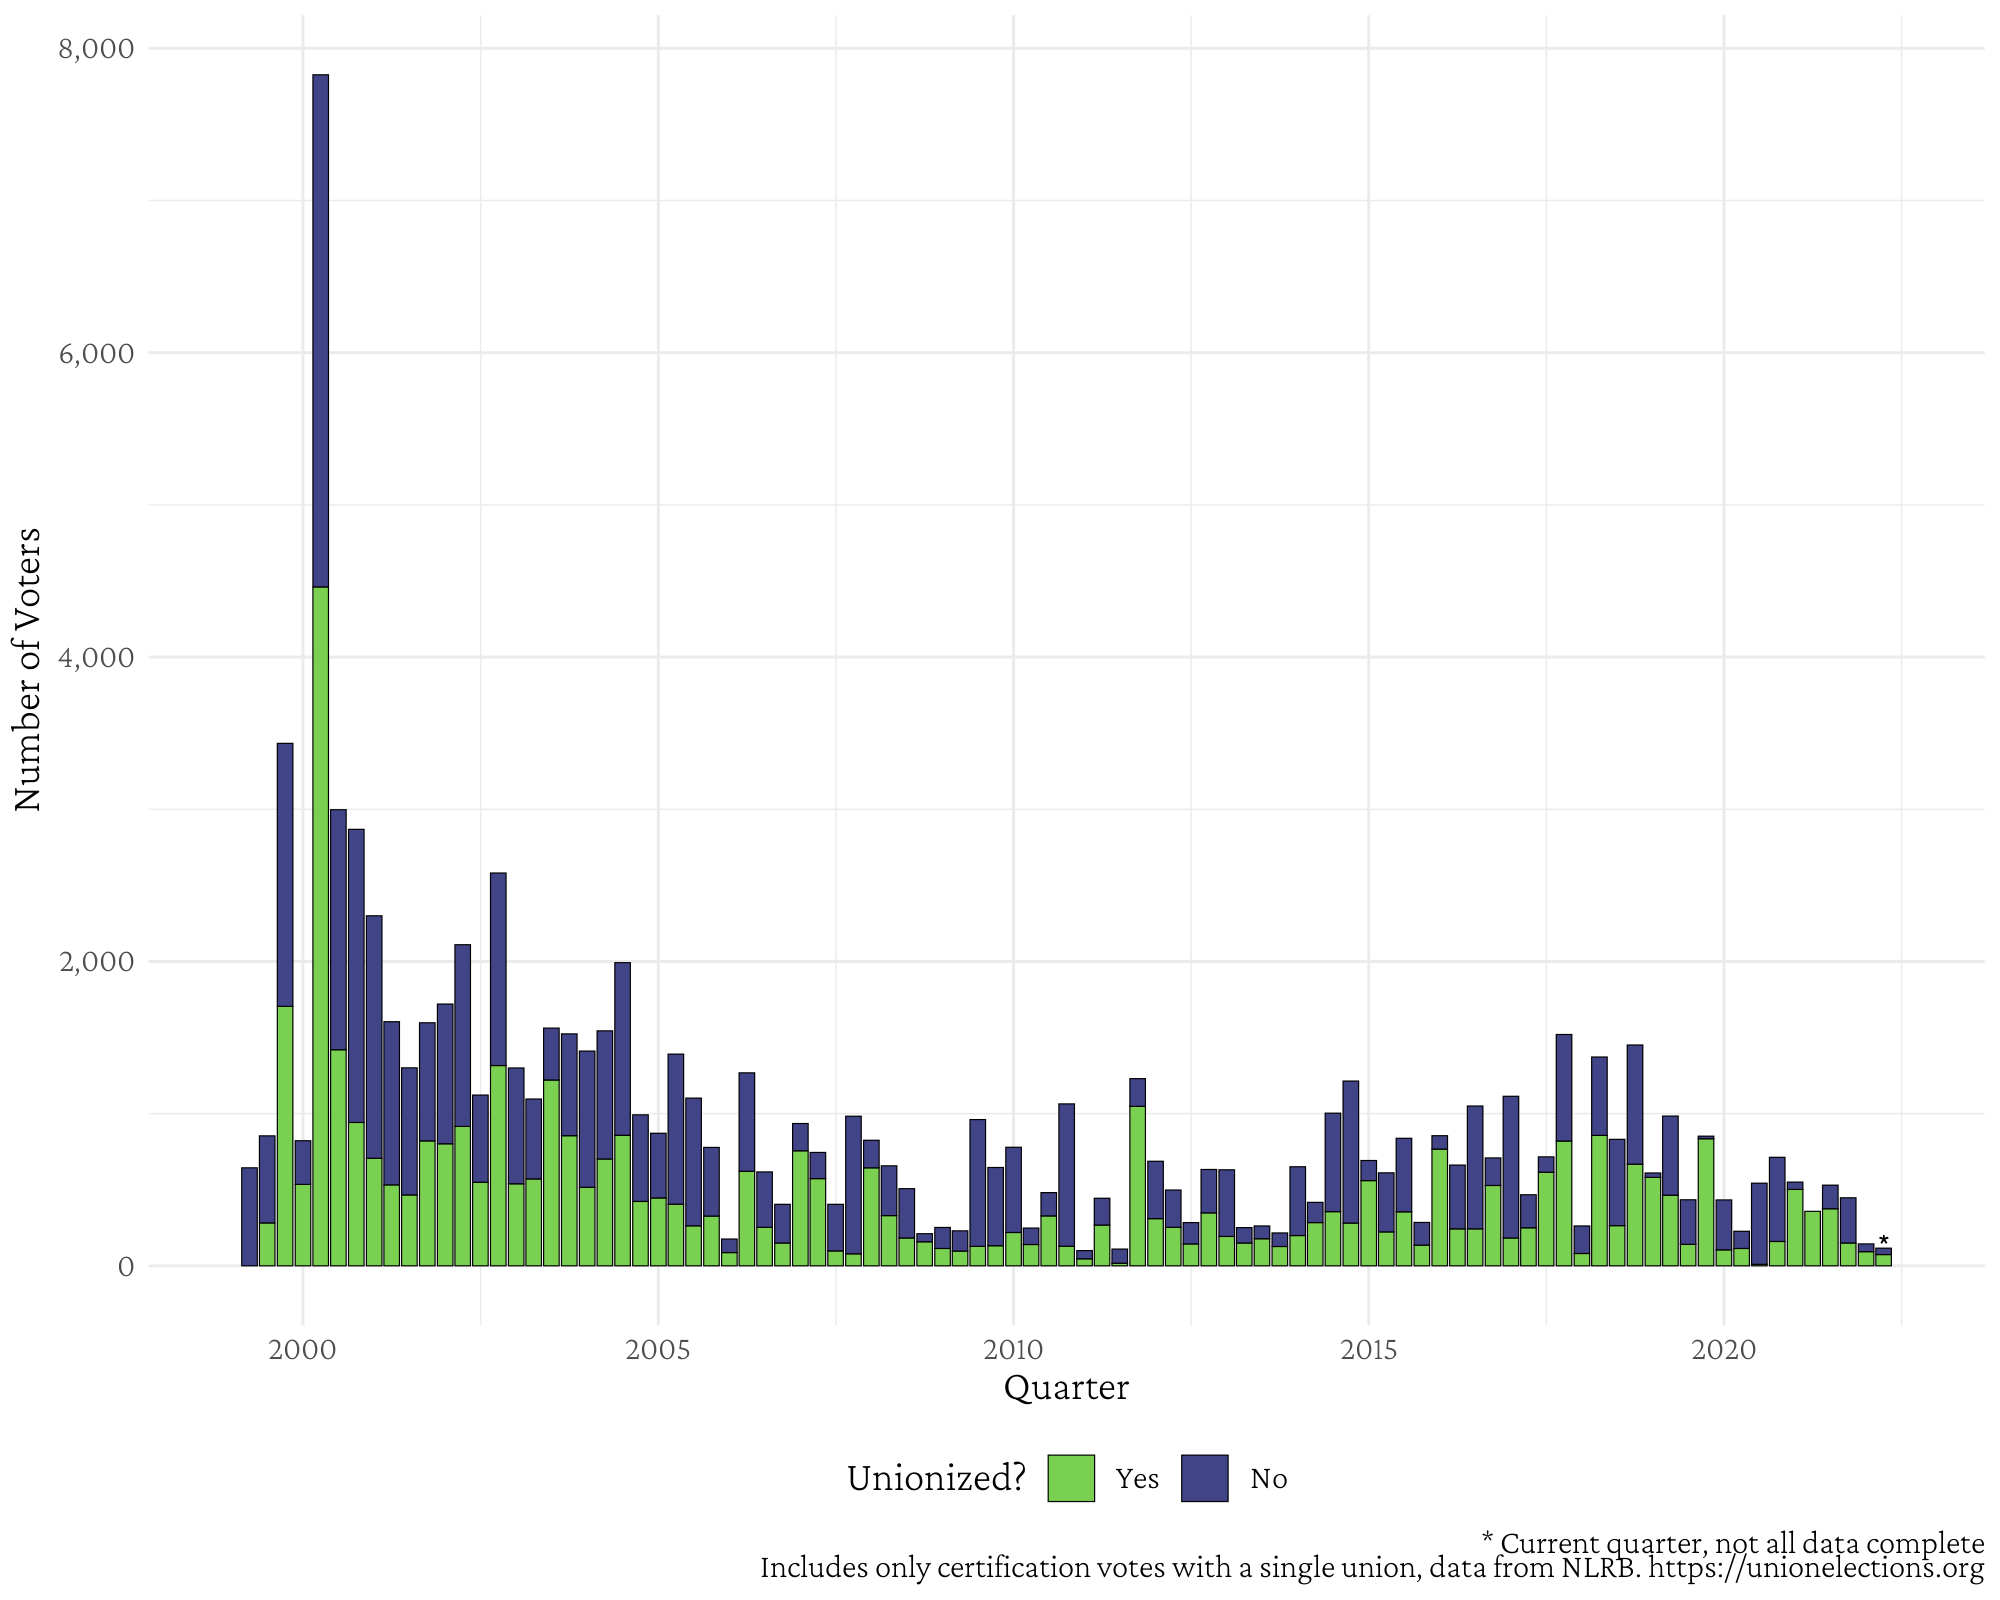 8,000
6,000
4,000
2,000
0
Number of Voters
*
2000 2005 2010 2015 2020
Quarter
Unionized? Yes No
* Current quarter, not all data complete
Includes only certification votes with a single union, data from NLRB. https://unionelections.org